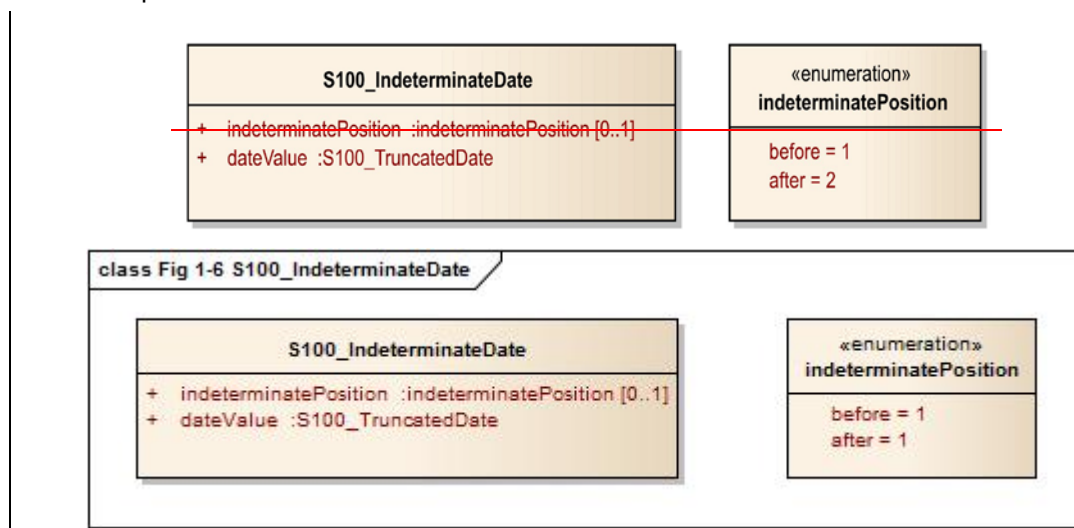 S100_IndeterminateDate
+ indeterminatePosition :indeterminatePosition [0..1]
+ dateValue :S100_TruncatedDate
«enumeration»
indeterminatePosition
before = 1
after = 2
class Fig 1-6 S100_IndeterminateDate
S100_IndeterminateDate
+ indeterminatePosition :indeterminatePosition [0..1]
+ dateValue :S100_TruncatedDate
«enumeration»
indeterminatePosition
before = 1
after = 1